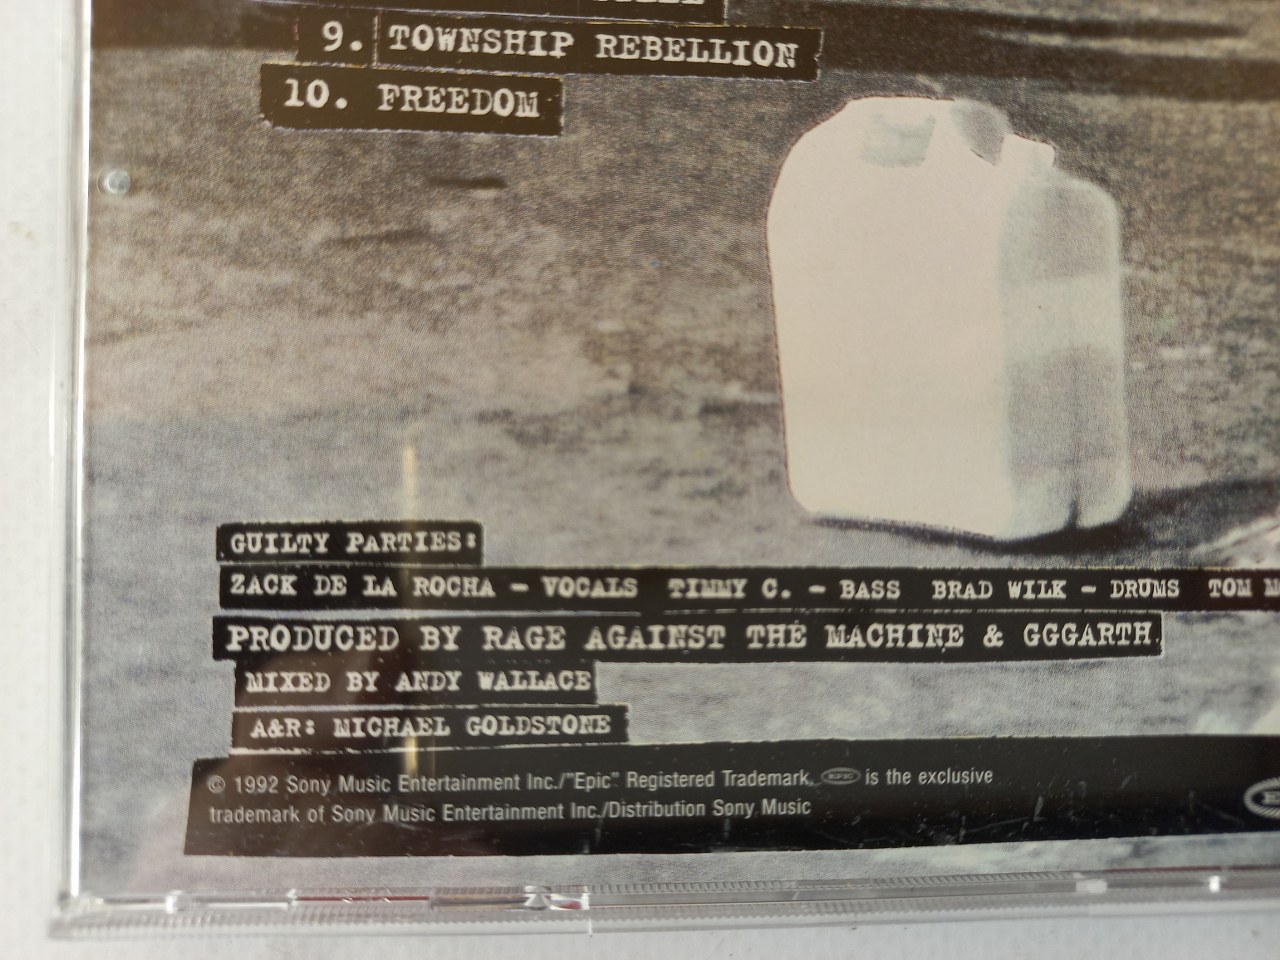 9. TOWNSHIP REBELLION
10. FREEDOM
GUILTY PARTIES:
ZACK DE LA ROCHA – VOCALS TIMMY C. – BASS BRAD WILK – DRUMS TOM
PRODUCED BY RAGE AGAINST THE MACHINE & GGGARTH
MIXED BY ANDY WALLACE
A&R: MICHAEL GOLDSTONE
© 1992 Sony Music Entertainment Inc./"Epic" Registered Trademark. EPIC is the exclusive
trademark of Sony Music Entertainment Inc./Distribution Sony Music